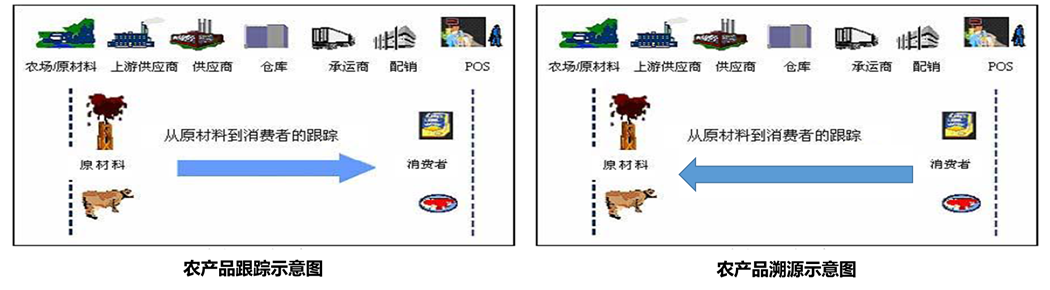 农场/原材料 上游供应商 供应商 仓库 承运商 配销 POS
从原材料到消费者的跟踪
原材料 消费者
农产品跟踪示意图
农场/原材料 上游供应商 供应商 仓库 承运商 配销 POS
从原材料到消费者的跟踪
原材料 消费者
农产品溯源示意图